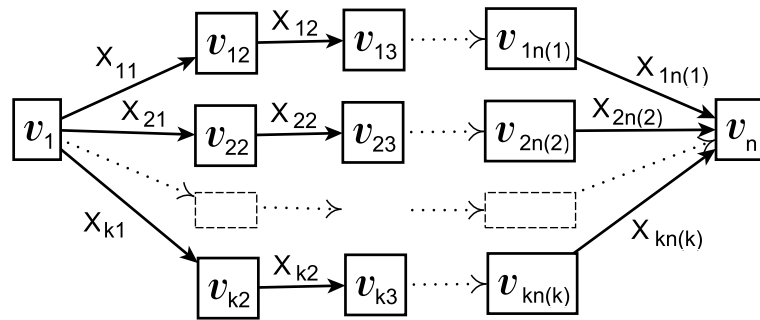 X₁₂
v₁₂ v₁₃ v₁ₙ₍₁₎
X₁₁ X₁ₙ₍₁₎
X₂₁ X₂₂ X₂ₙ₍₂₎
v₁ v₂₂ v₂₃ v₂ₙ₍₂₎ vₙ
Xₖ₁ Xₖₙ₍ₖ₎
Xₖ₂
vₖ₂ vₖ₃ vₖₙ₍ₖ₎